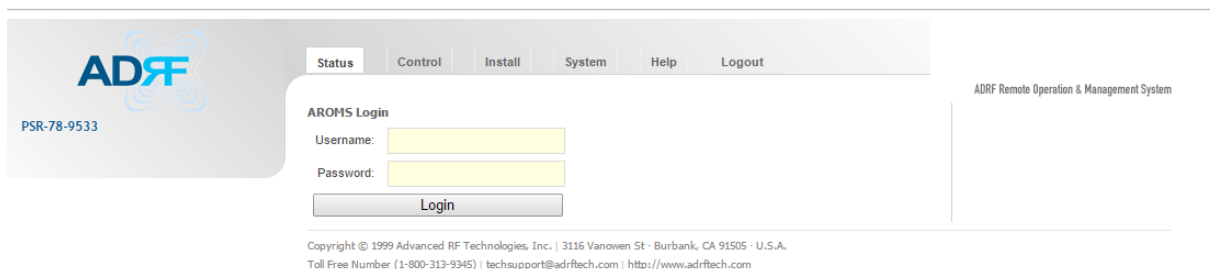 ADRF
Status Control Install System Help Logout
ADRF Remote Operation & Management System
PSR-78-9533
AROMS Login
Username:
Password:
Login
Copyright © 1999 Advanced RF Technologies, Inc. | 3116 Vanowen St · Burbank, CA 91505 · U.S.A.
Toll Free Number (1-800-313-9345) | techsupport@adrftech.com | http://www.adrftech.com